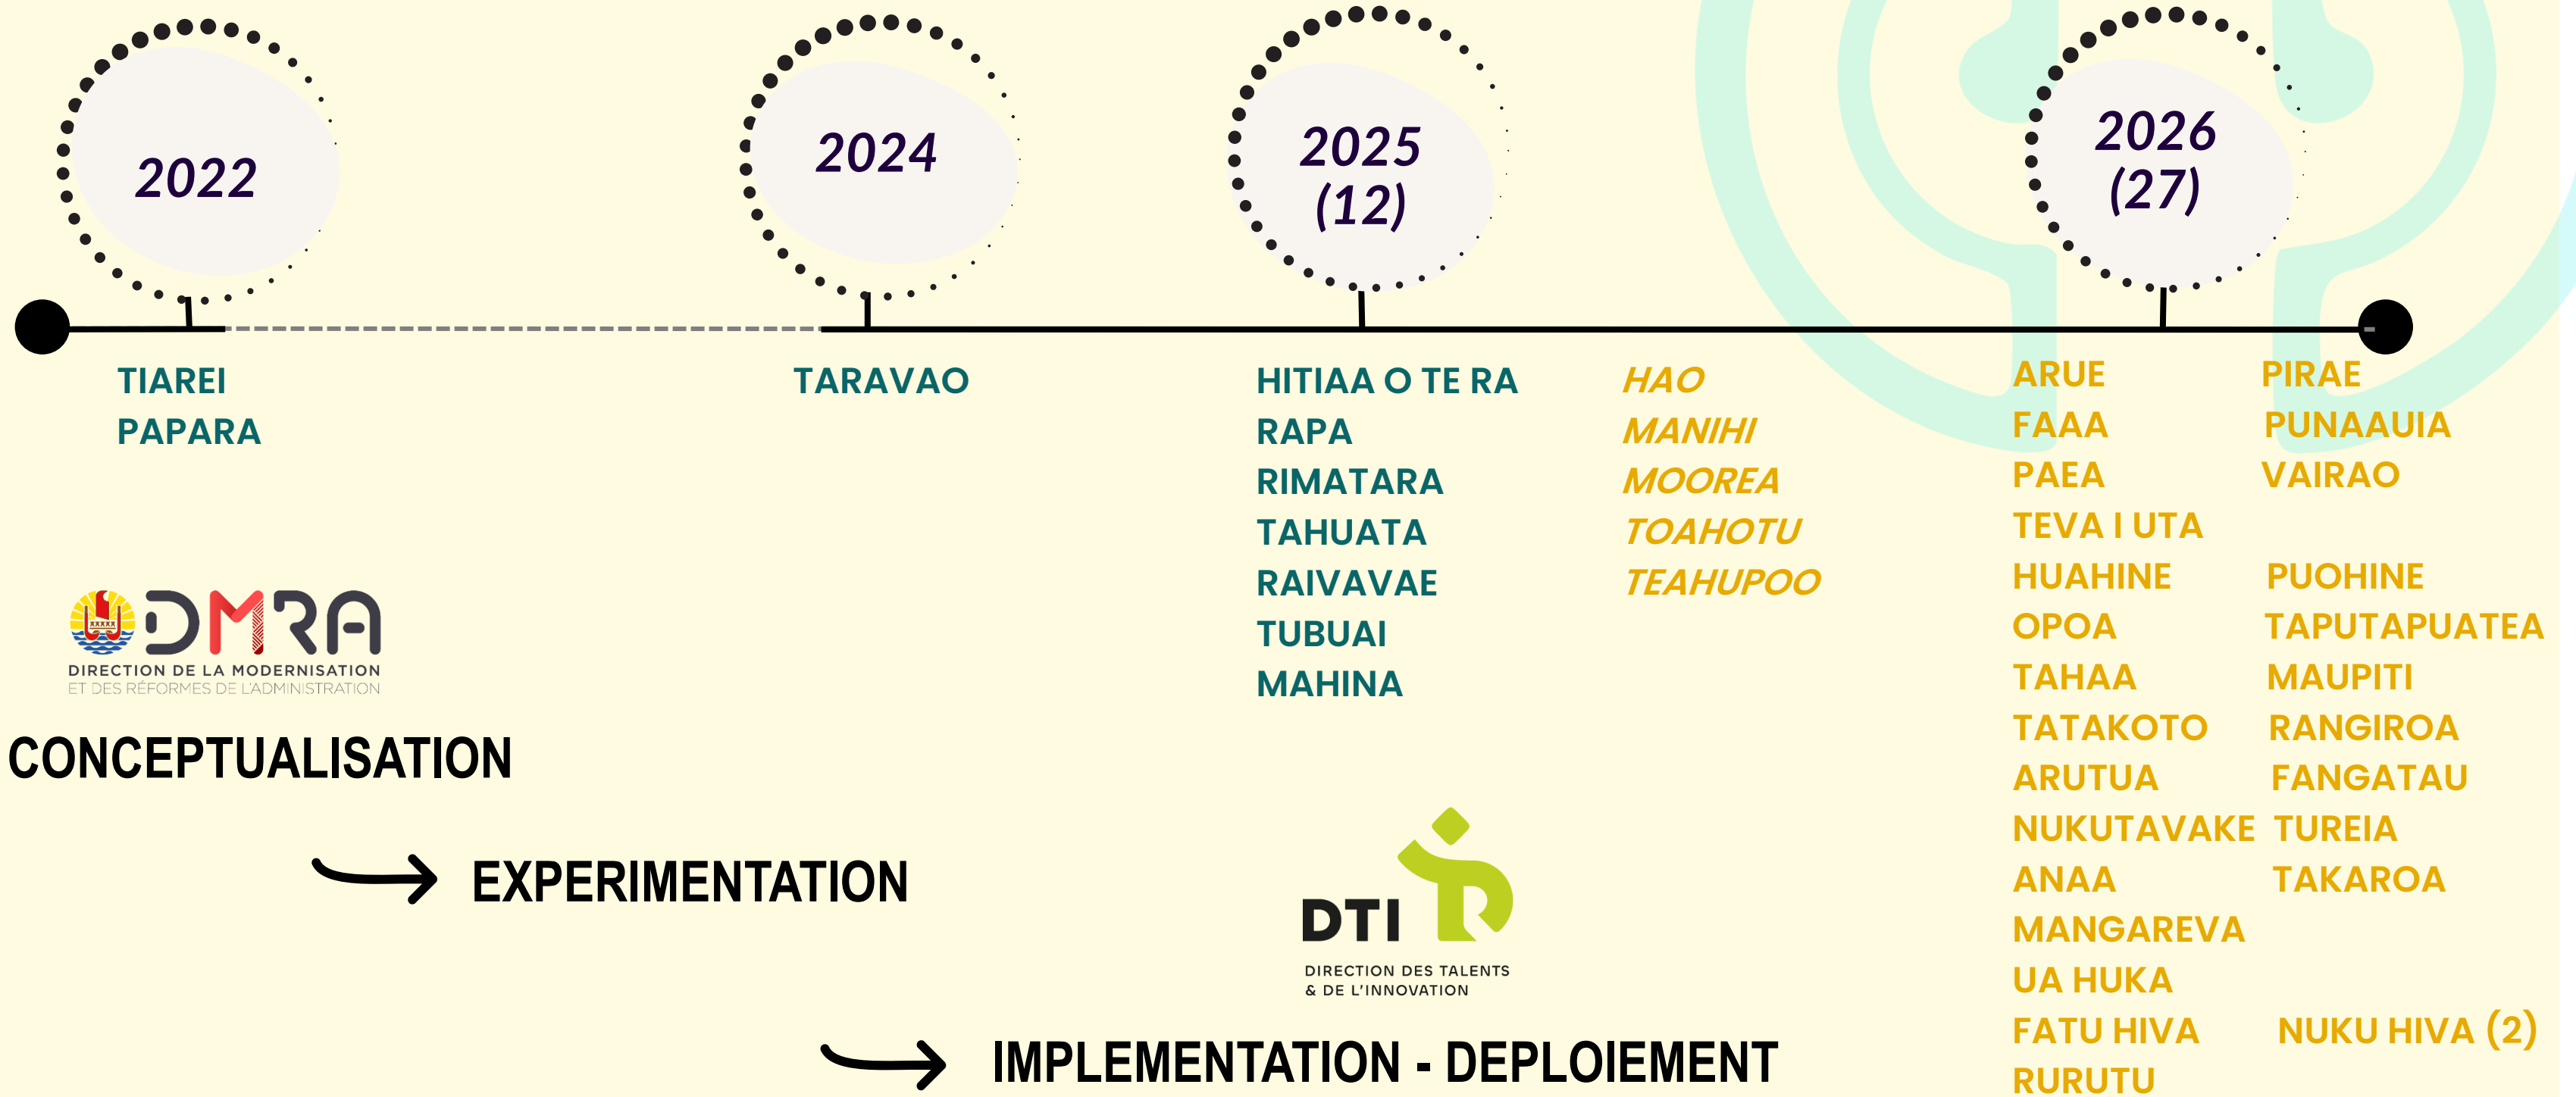 2022
2024
2025
(12)
2026
(27)
TIAREI
PAPARA
TARAVAO
HITIAA O TE RA
RAPA
RIMATARA
TAHUATA
RAIVAVAE
TUBUAI
MAHINA
HAO
MANIHI
MOOREA
TOAHOTU
TEAHUPOO
ARUE
FAAA
PAEA
TEVA I UTA
HUAHINE
OPOA
TAHAA
TATAKOTO
ARUTUA
NUKUTAVAKE
ANAA
MANGAREVA
UA HUKA
FATU HIVA
RURUTU
PIRAE
PUNAAUIA
VAIRAO
PUOHINE
TAPUTAPUATEA
MAUPITI
RANGIROA
FANGATAU
TUREIA
TAKAROA
NUKU HIVA (2)
DMRA
DIRECTION DE LA MODERNISATION
ET DES RÉFORMES DE L'ADMINISTRATION
CONCEPTUALISATION
EXPERIMENTATION
DTI
DIRECTION DES TALENTS
& DE L'INNOVATION
IMPLEMENTATION - DEPLOIEMENT